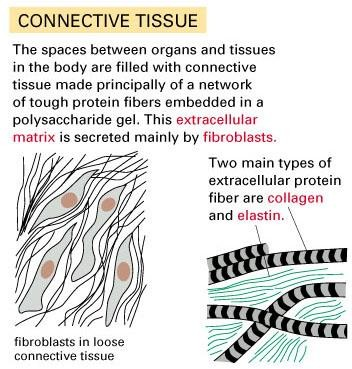 CONNECTIVE TISSUE
The spaces between organs and tissues
in the body are filled with connective
tissue made principally of a network
of tough protein fibers embedded in a
polysaccharide gel. This extracellular
matrix is secreted mainly by fibroblasts.
Two main types of
extracellular protein
fiber are collagen
and elastin.
fibroblasts in loose
connective tissue